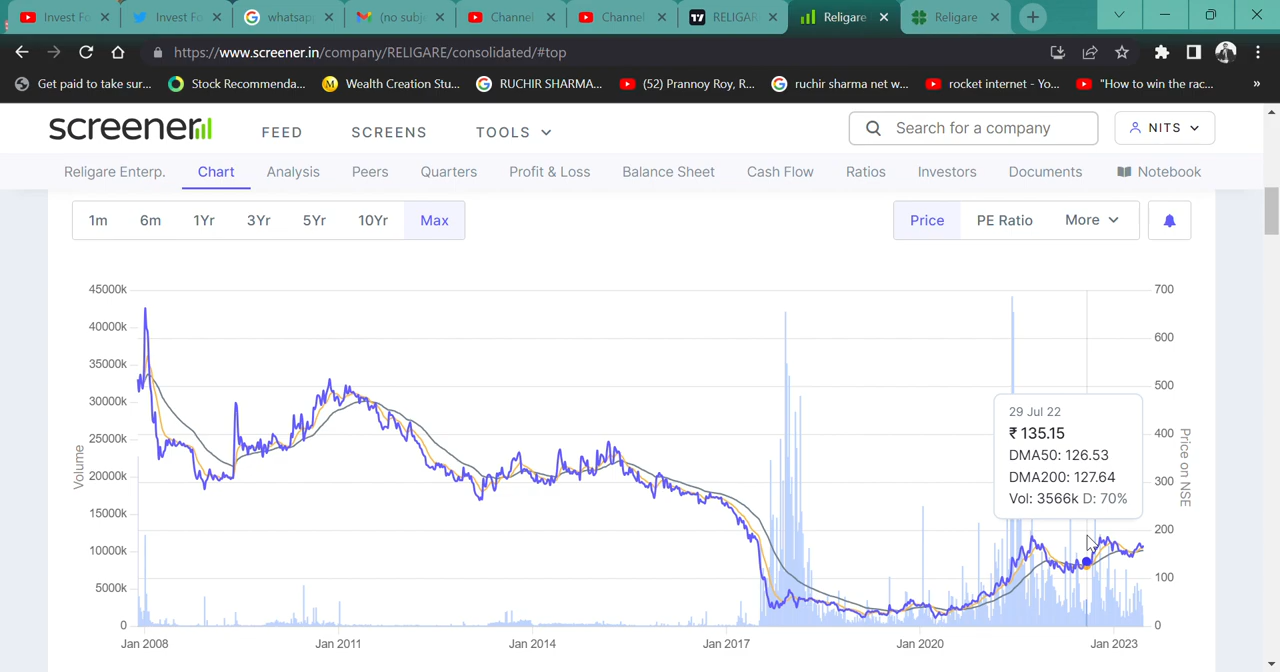 Invest Fo
Invest Fo
whatsap
(no subj
Channel
Channel
RELIGAR
Religare
Religare
https://www.screener.in/company/RELIGARE/consolidated/#top
Get paid to take sur...
Stock Recommenda...
Wealth Creation Stu...
RUCHIR SHARMA...
(52) Prannoy Roy, R...
ruchir sharma net w...
rocket internet - Yo...
"How to win the rac...
»
screener
FEED
SCREENS
TOOLS
Search for a company
NITS
Religare Enterp.
Chart
Analysis
Peers
Quarters
Profit & Loss
Balance Sheet
Cash Flow
Ratios
Investors
Documents
Notebook
1m
6m
1Yr
3Yr
5Yr
10Yr
Max
Price
PE Ratio
More
45000k
40000k
35000k
30000k
25000k
20000k
15000k
10000k
5000k
0
Volume
700
600
500
400
300
200
100
0
Price on NSE
29 Jul 22
₹ 135.15
DMA50: 126.53
DMA200: 127.64
Vol: 3566k D: 70%
Jan 2008
Jan 2011
Jan 2014
Jan 2017
Jan 2020
Jan 2023